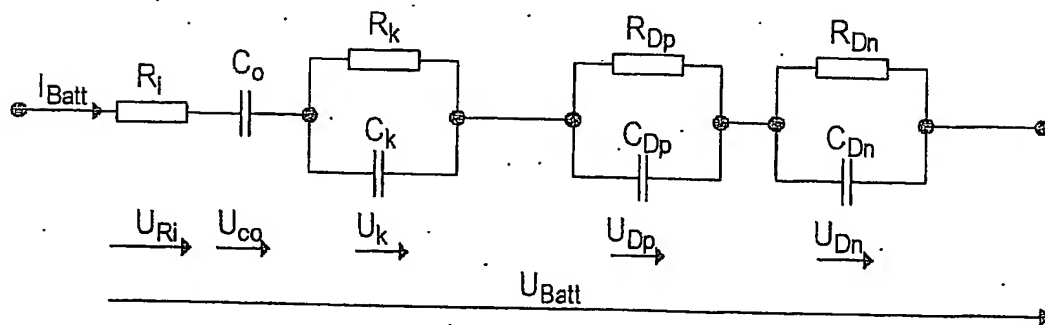 R_k
R_Dp
R_Dn
I_Batt
R_i
C_o
C_k
C_Dp
C_Dn
U_Ri
U_co
U_k
U_Dp
U_Dn
U_Batt